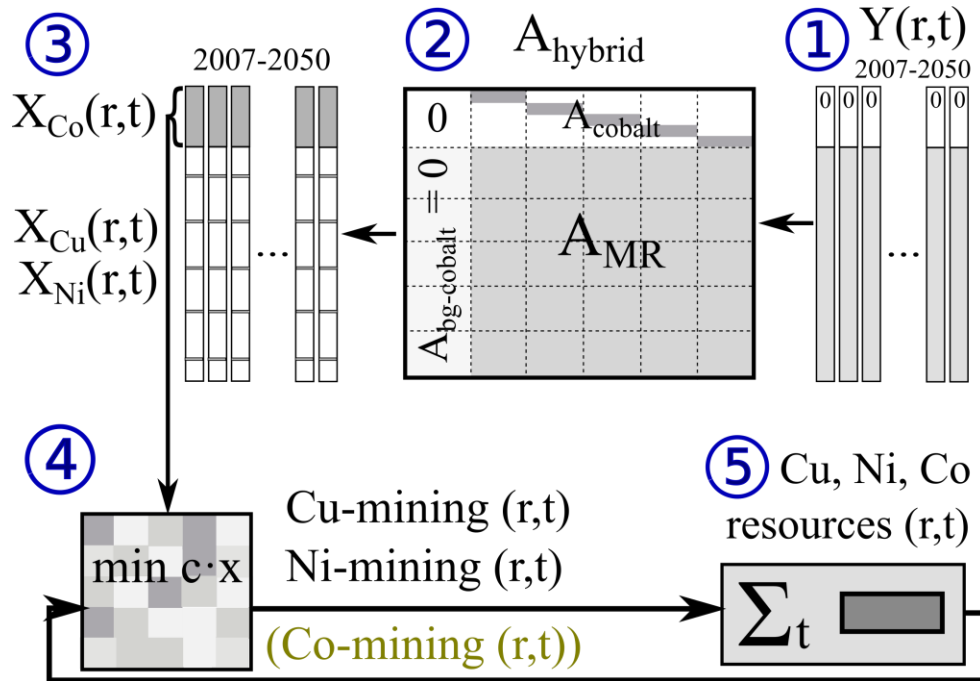 ③
2007-2050
X_Co(r,t) {
X_Cu(r,t)
X_Ni(r,t)
...
②
A_hybrid
0
A_cobalt
A_bg-cobalt = 0
A_MR
①
Y(r,t)
2007-2050
0 0 0 0 0
...
④
min c·x
Cu-mining (r,t)
Ni-mining (r,t)
(Co-mining (r,t))
⑤
Cu, Ni, Co
resources (r,t)
Σ_t